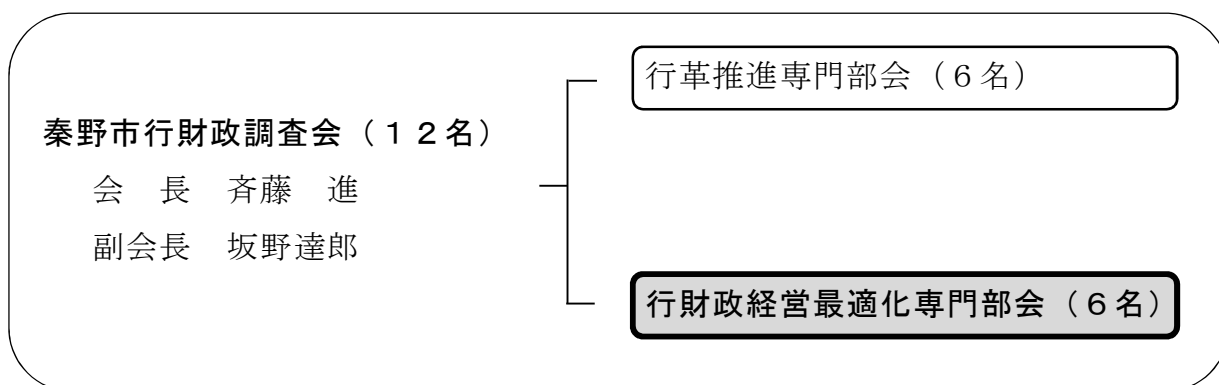 行革推進専門部会(6名)
秦野市行財政調査会(12名)
会 長 斉藤 進
副会長 坂野達郎
行財政経営最適化専門部会(6名)